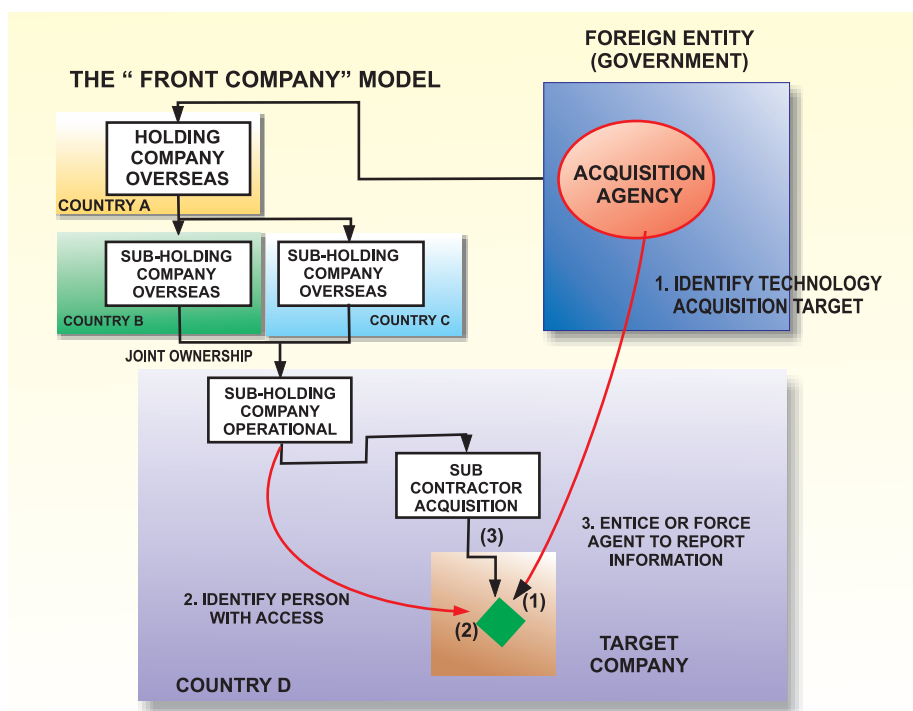 THE “ FRONT COMPANY” MODEL
FOREIGN ENTITY
(GOVERNMENT)
HOLDING
COMPANY
OVERSEAS
COUNTRY A
ACQUISITION
AGENCY
SUB-HOLDING
COMPANY
OVERSEAS
COUNTRY B
SUB-HOLDING
COMPANY
OVERSEAS
COUNTRY C
1. IDENTIFY TECHNOLOGY
ACQUISITION TARGET
JOINT OWNERSHIP
SUB-HOLDING
COMPANY
OPERATIONAL
SUB
CONTRACTOR
ACQUISITION
(3)
3. ENTICE OR FORCE
AGENT TO REPORT
INFORMATION
2. IDENTIFY PERSON
WITH ACCESS
(1)
(2)
TARGET
COMPANY
COUNTRY D